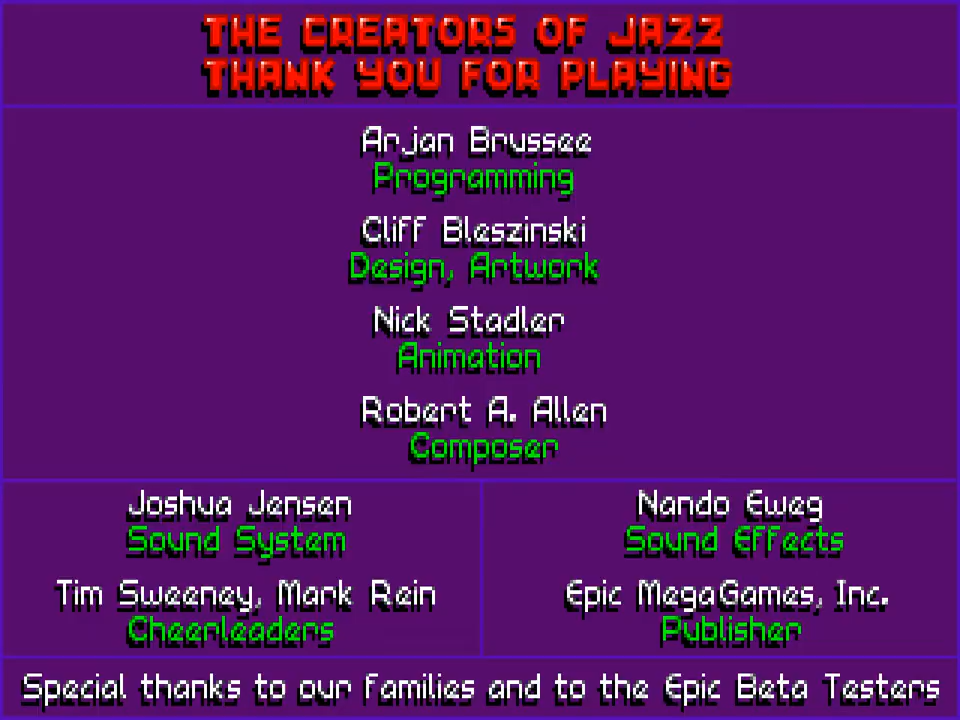 THE CREATORS OF JAZZ
THANK YOU FOR PLAYING
Arjan Brussee
Programming
Cliff Bleszinski
Design, Artwork
Nick Stadler
Animation
Robert A. Allen
Composer
Joshua Jensen
Sound System
Tim Sweeney, Mark Rein
Cheerleaders
Nando Eweg
Sound Effects
Epic MegaGames, Inc.
Publisher
Special thanks to our families and to the Epic Beta Testers